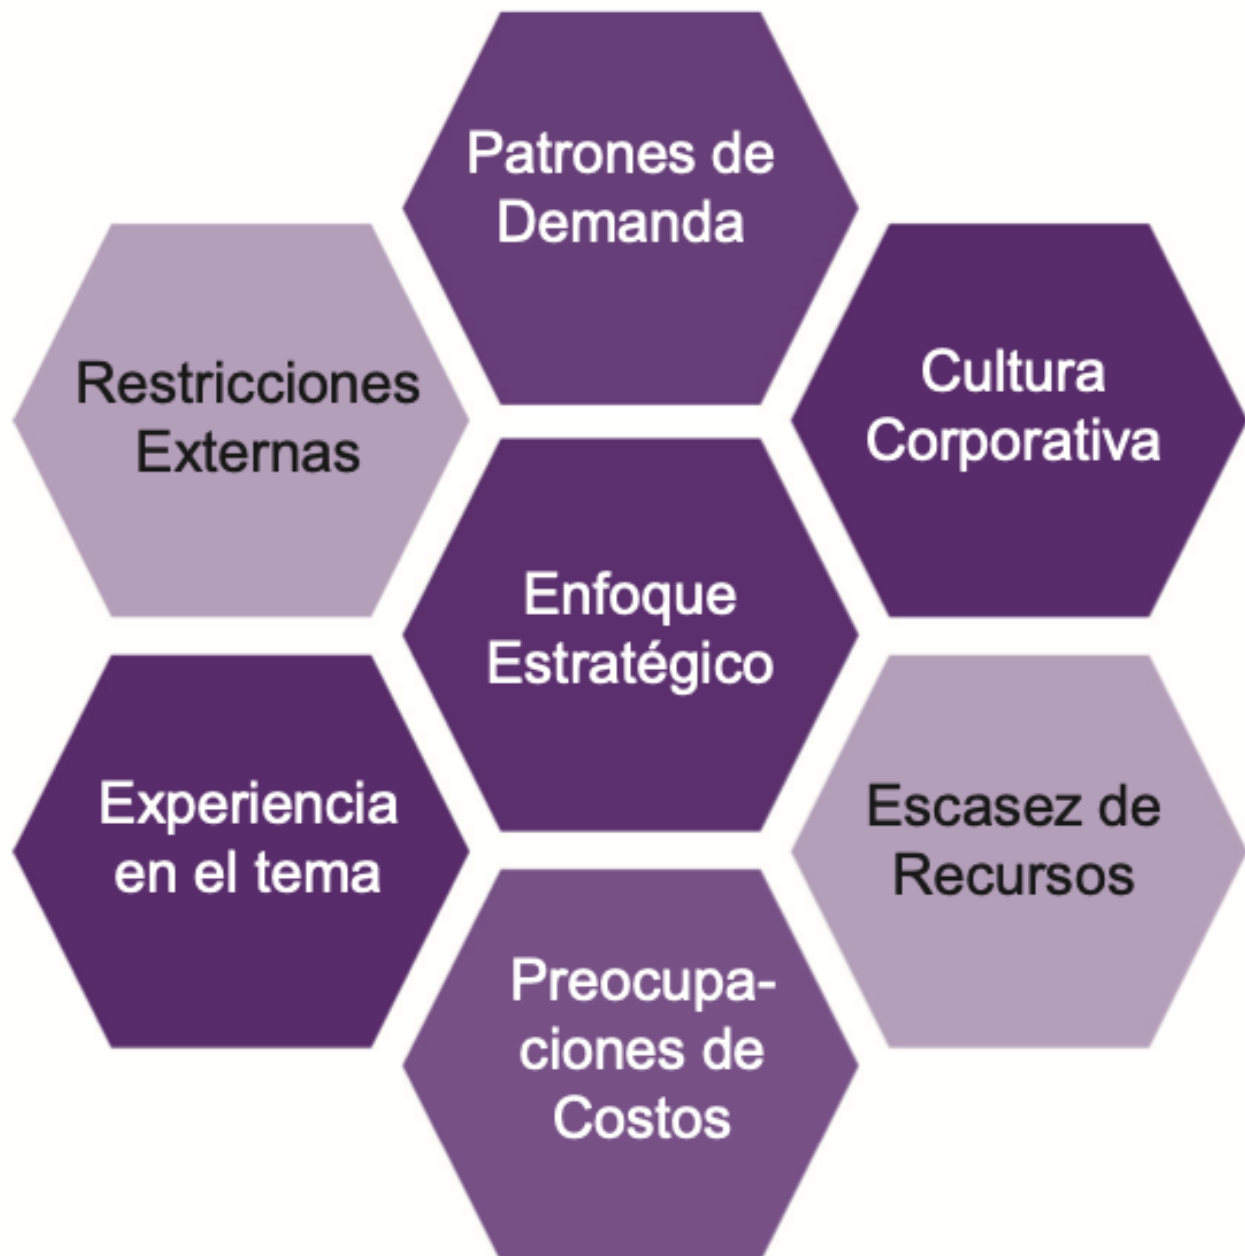 Patrones de
Demanda
Restricciones
Externas
Cultura
Corporativa
Enfoque
Estratégico
Experiencia
en el tema
Escasez de
Recursos
Preocupa-
ciones de
Costos